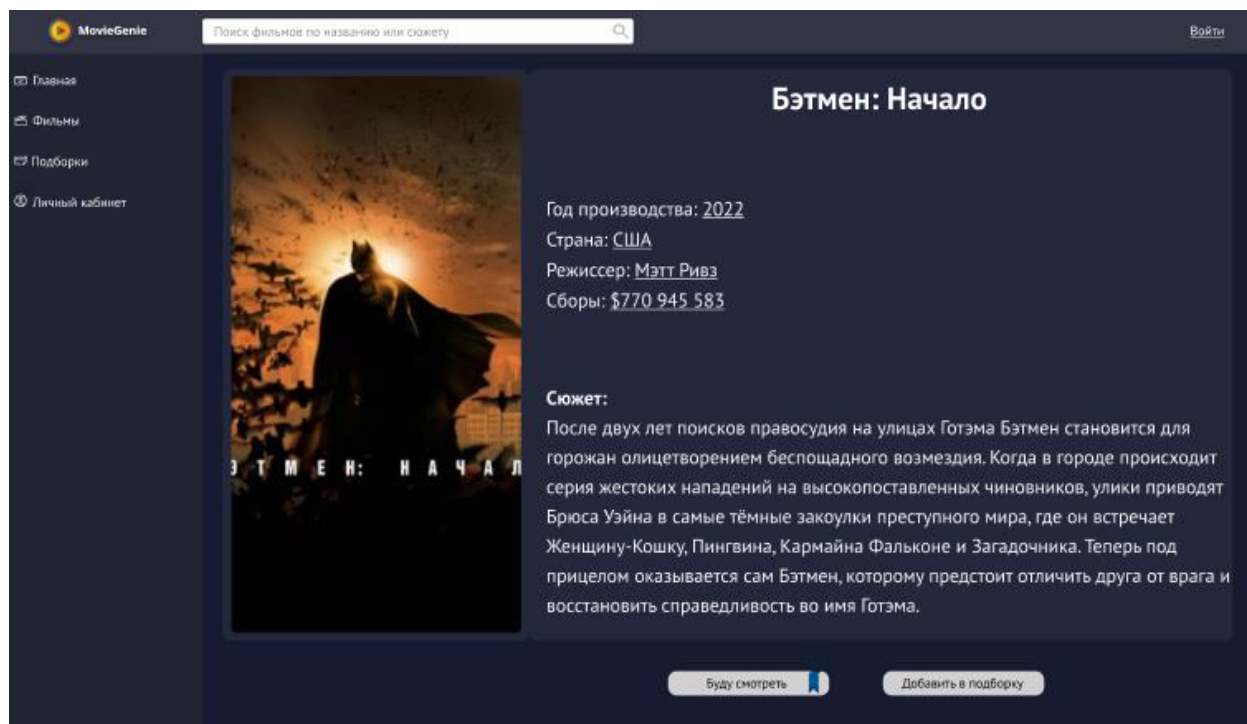 MovieGenie
Поиск фильмов по названию или сюжету
Войти
Главная
Фильмы
Подборки
Личный кабинет
ЭТМЕН: НАЧАЛ
Бэтмен: Начало
Год производства: 2022
Страна: США
Режиссер: Мэтт Ривз
Сборы: $770 945 583
Сюжет:
После двух лет поисков правосудия на улицах Готэма Бэтмен становится для
горожан олицетворением беспощадного возмездия. Когда в городе происходит
серия жестоких нападений на высокопоставленных чиновников, улики приводят
Брюса Уэйна в самые тёмные закоулки преступного мира, где он встречает
Женщину-Кошку, Пингвина, Кармайна Фальконе и Загадочника. Теперь под
прицелом оказывается сам Бэтмен, которому предстоит отличить друга от врага и
восстановить справедливость во имя Готэма.
Буду смотреть
Добавить в подборку